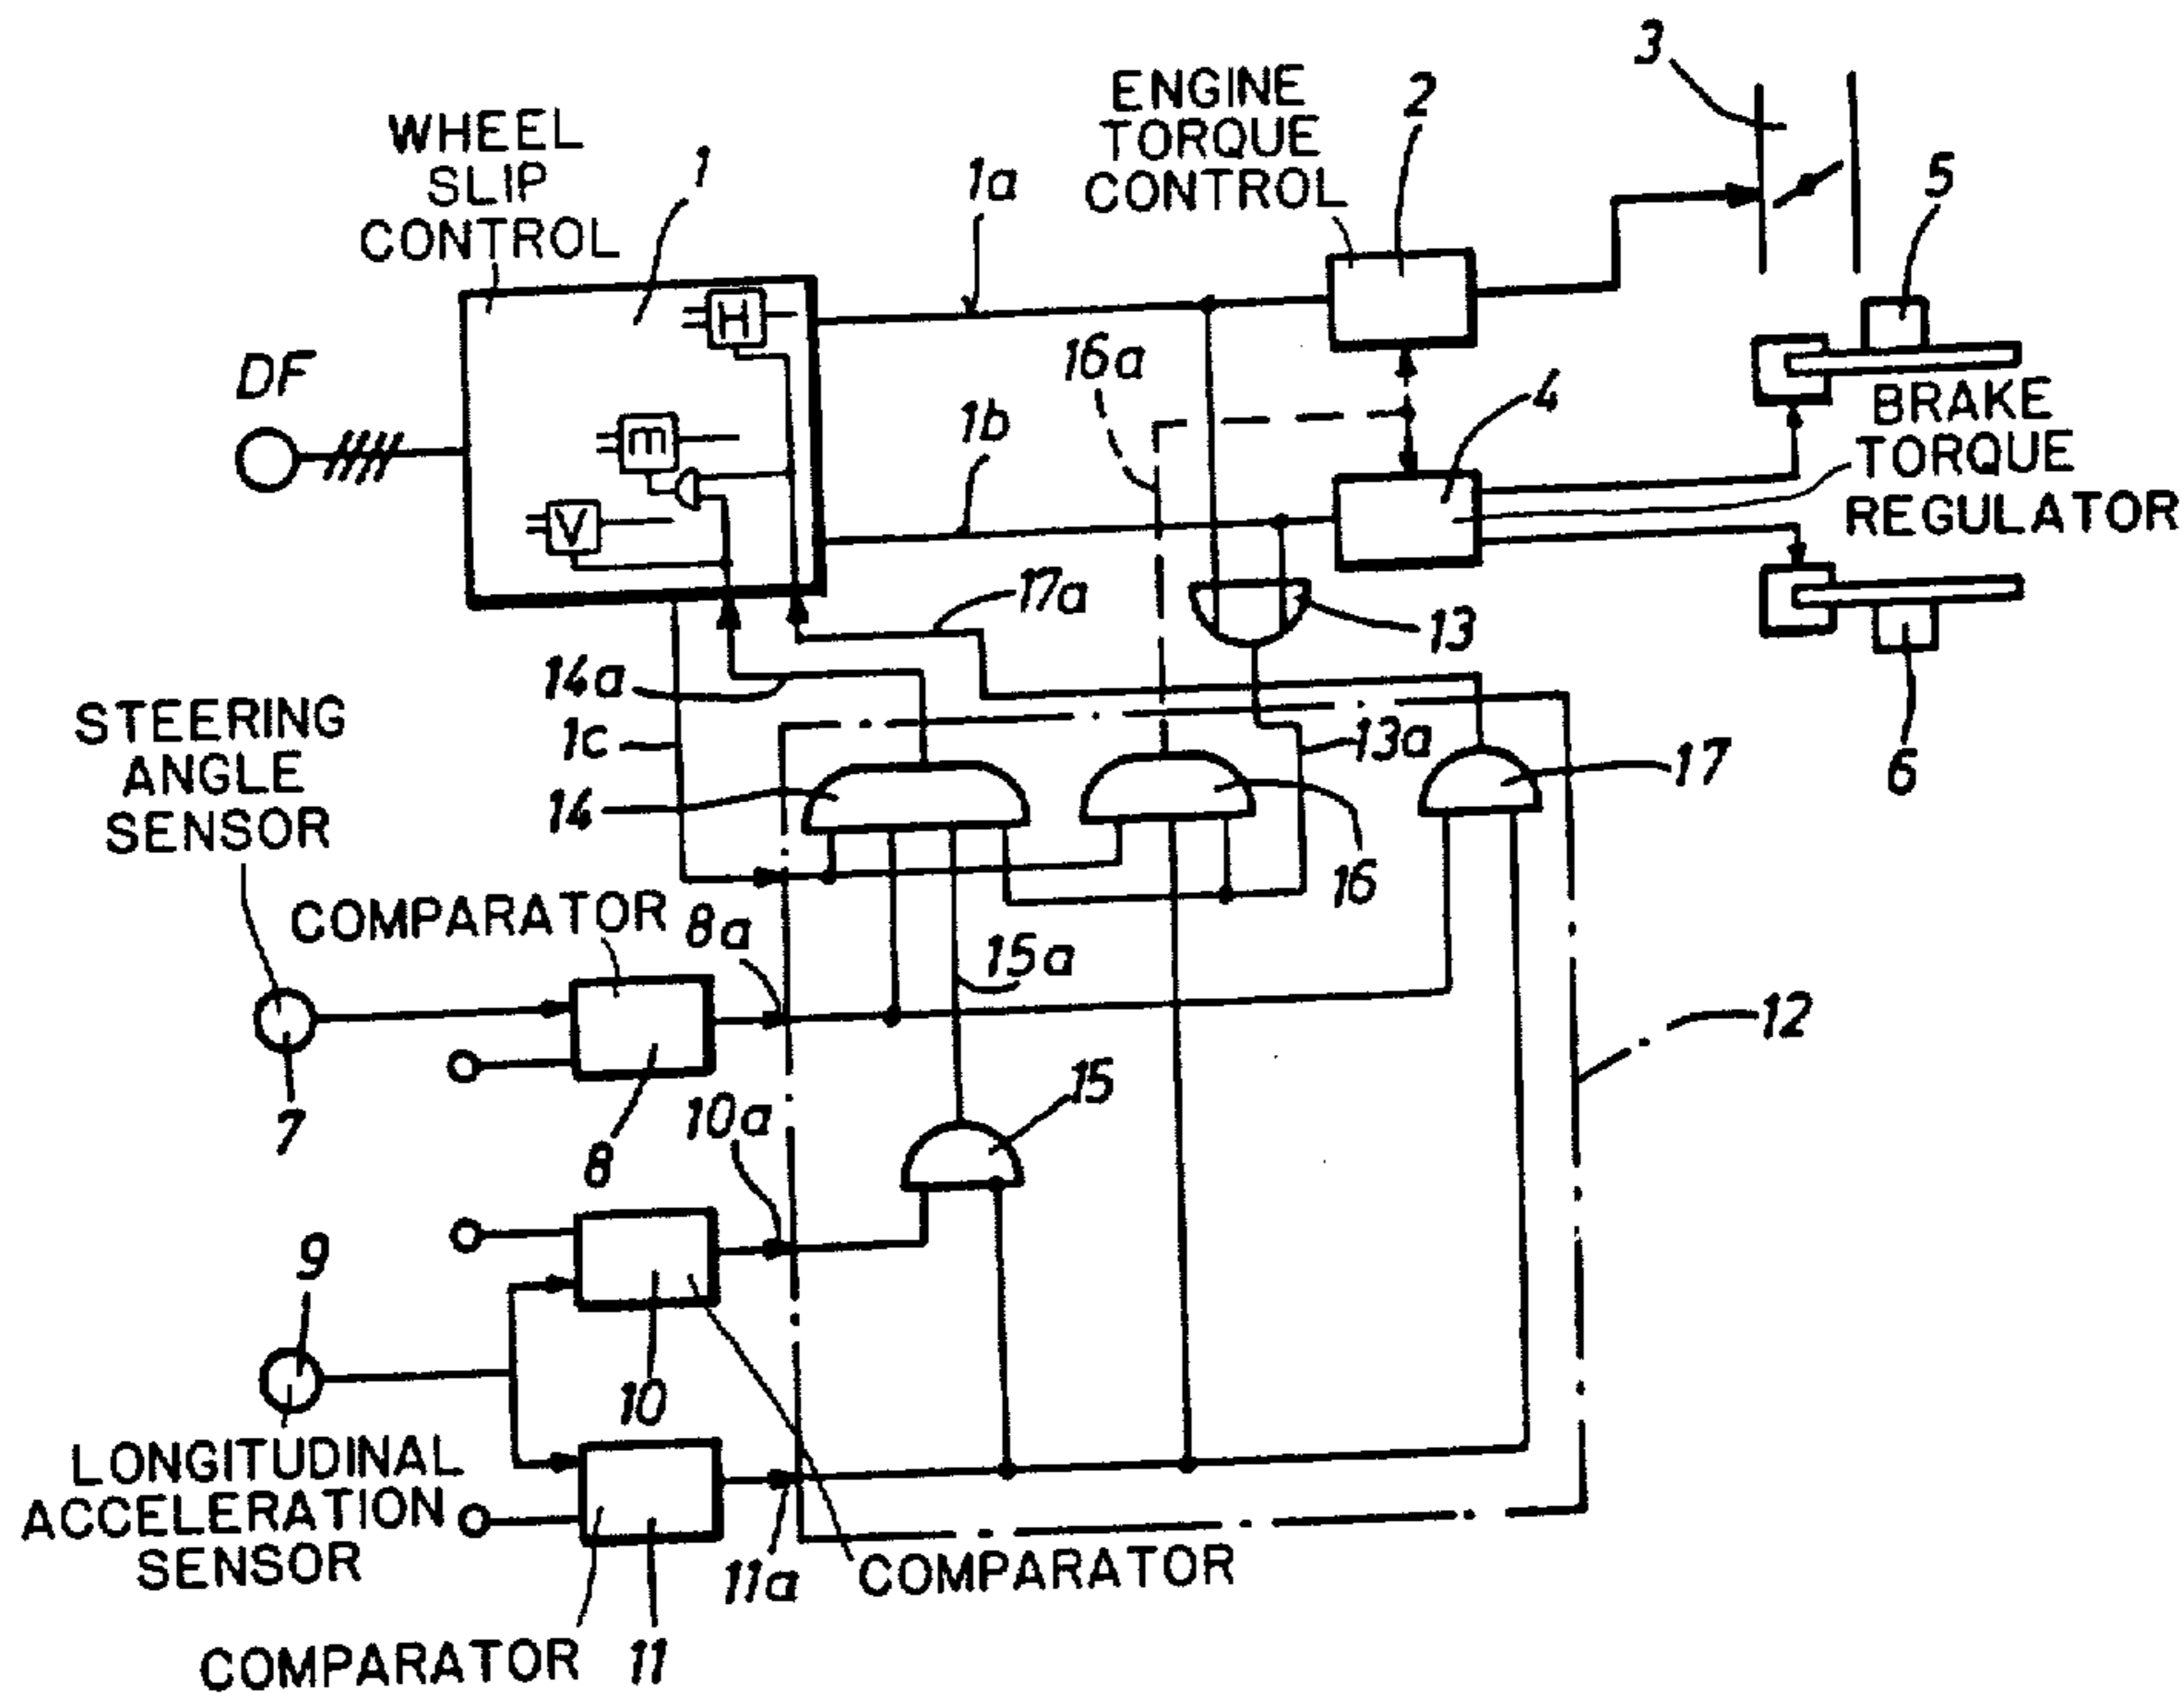 3
ENGINE
TORQUE
CONTROL
2
WHEEL
SLIP
CONTROL
1
1a
5
H
DF
16a
4
BRAKE
TORQUE
REGULATOR
1b
m
V
17a
13
14a
STEERING
ANGLE
SENSOR
1c
13a
17
6
14
16
COMPARATOR
8a
15a
12
7
8
10a
15
9
10
LONGITUDINAL
ACCELERATION
SENSOR
11a
COMPARATOR
COMPARATOR
11